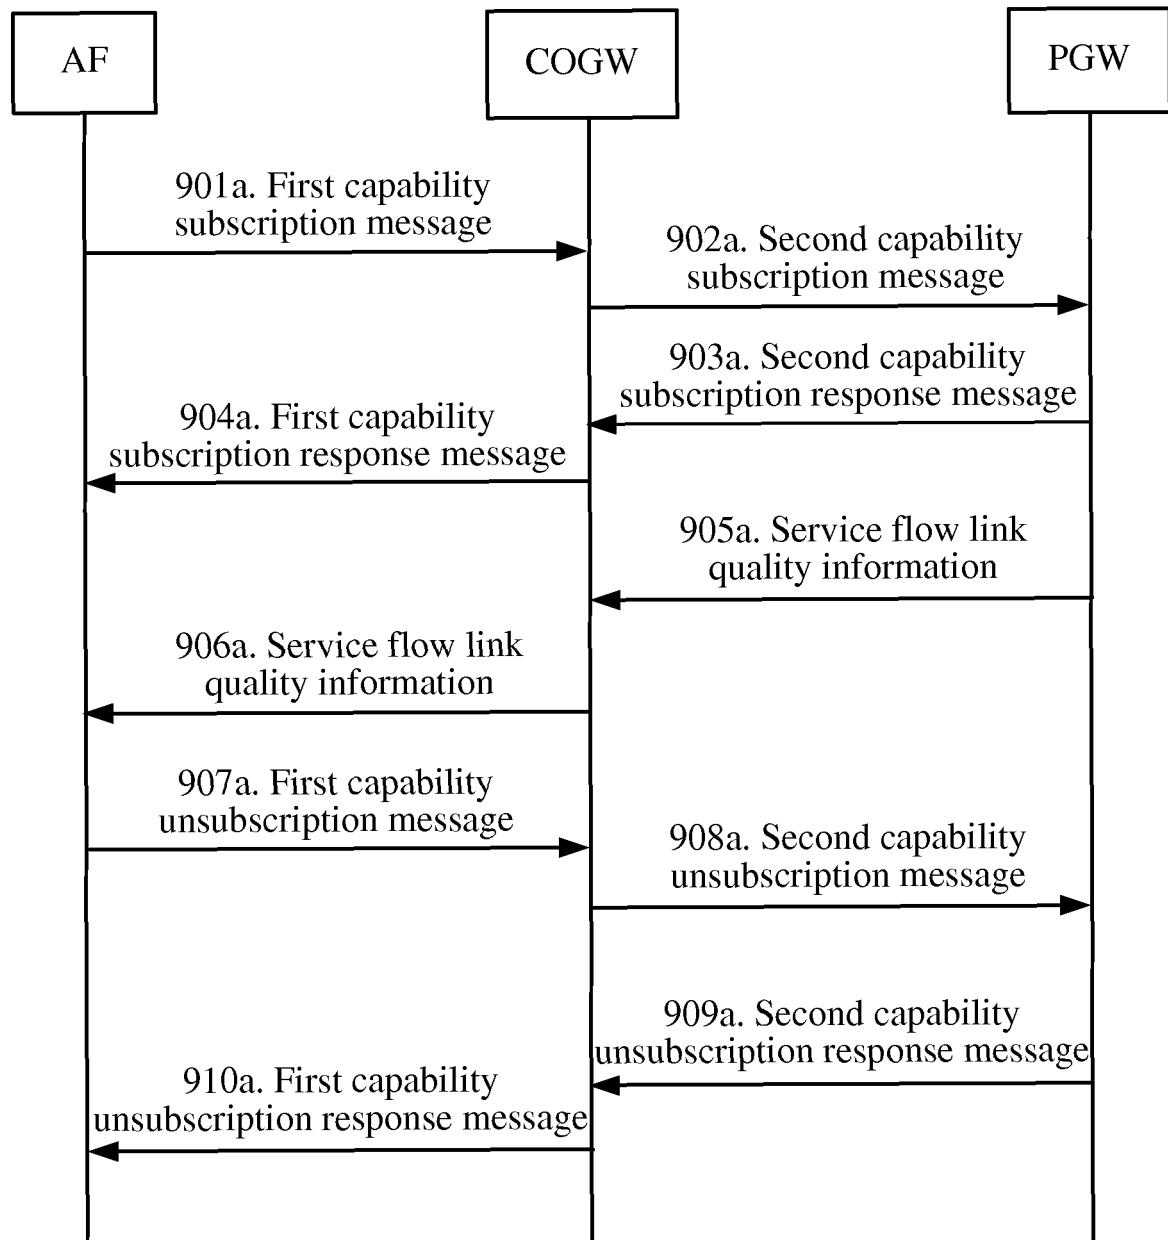 AF
COGW
PGW
901a. First capability
subscription message
902a. Second capability
subscription message
903a. Second capability
subscription response message
904a. First capability
subscription response message
905a. Service flow link
quality information
906a. Service flow link
quality information
907a. First capability
unsubscription message
908a. Second capability
unsubscription message
909a. Second capability
unsubscription response message
910a. First capability
unsubscription response message